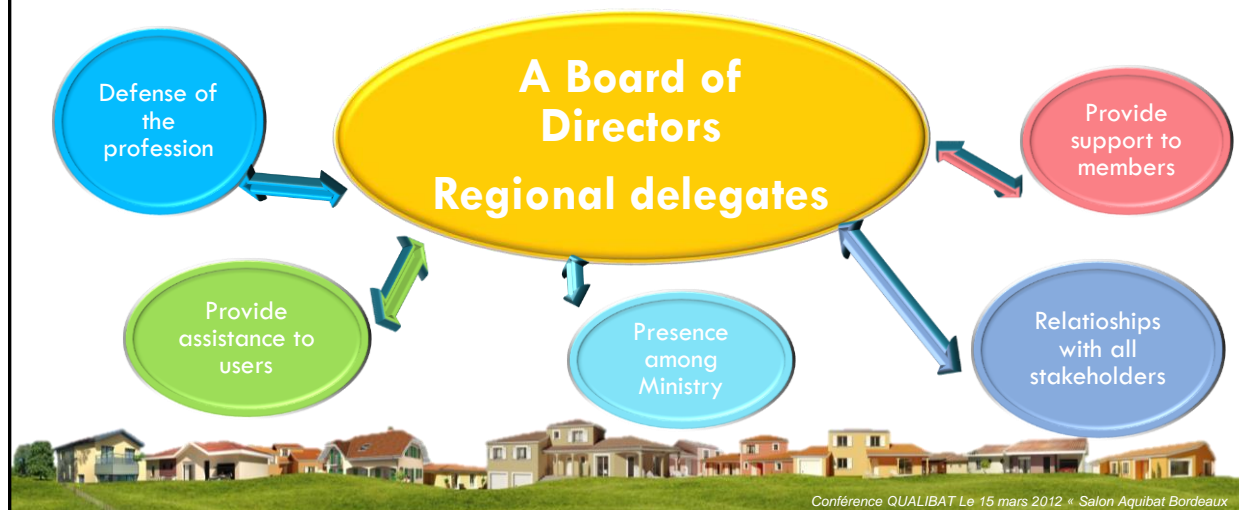 A Board of
Directors
Regional delegates
Defense of
the
profession
Provide
support to
members
Provide
assistance to
users
Presence
among
Ministry
Relatioships
with all
stakeholders
Conférence QUALIBAT Le 15 mars 2012 « Salon Aquibat Bordeaux